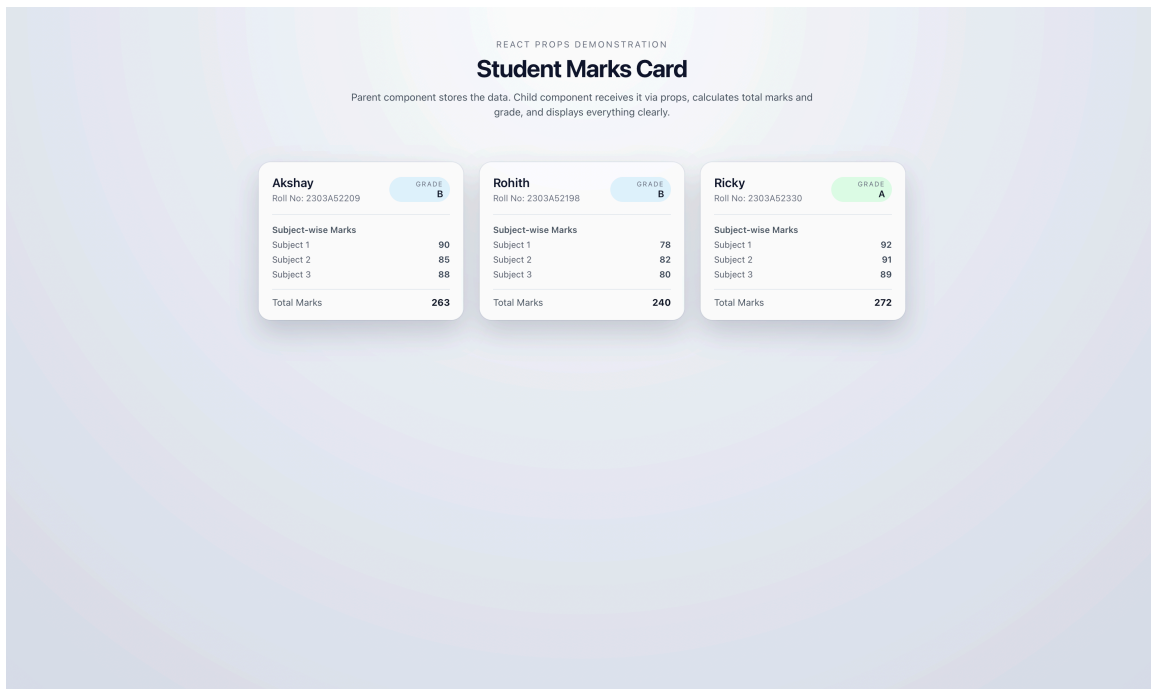 REACT PROPS DEMONSTRATION
Student Marks Card
Parent component stores the data. Child component receives it via props, calculates total marks and
grade, and displays everything clearly.
Akshay
Roll No: 2303A52209
GRADE
B
Subject-wise Marks
Subject 1 90
Subject 2 85
Subject 3 88
Total Marks 263
Rohith
Roll No: 2303A52198
GRADE
B
Subject-wise Marks
Subject 1 78
Subject 2 82
Subject 3 80
Total Marks 240
Ricky
Roll No: 2303A52330
GRADE
A
Subject-wise Marks
Subject 1 92
Subject 2 91
Subject 3 89
Total Marks 272